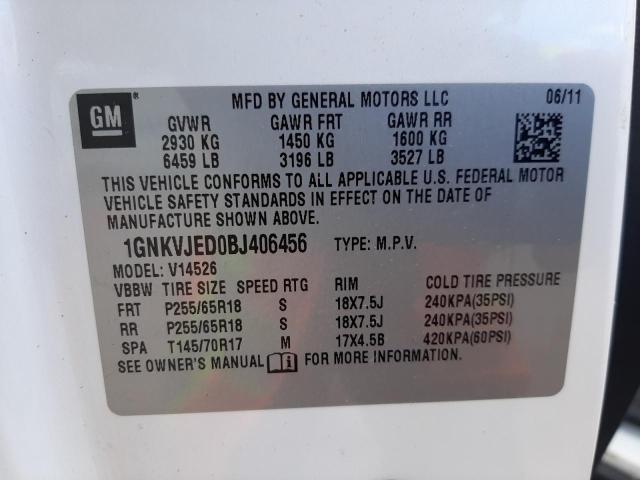 GM ® MFD BY GENERAL MOTORS LLC 06/11
GVWR GAWR FRT GAWR RR
2930 KG 1450 KG 1600 KG
6459 LB 3196 LB 3527 LB
THIS VEHICLE CONFORMS TO ALL APPLICABLE U.S. FEDERAL MOTOR
VEHICLE SAFETY STANDARDS IN EFFECT ON THE DATE OF
MANUFACTURE SHOWN ABOVE.
1GNKVJED0BJ406456 TYPE: M.P.V.
MODEL: V14526
VBBW TIRE SIZE SPEED RTG RIM COLD TIRE PRESSURE
FRT P255/65R18 S 18X7.5J 240KPA(35PSI)
RR P255/65R18 S 18X7.5J 240KPA(35PSI)
SPA T145/70R17 M 17X4.5B 420KPA(60PSI)
SEE OWNER'S MANUAL FOR MORE INFORMATION.